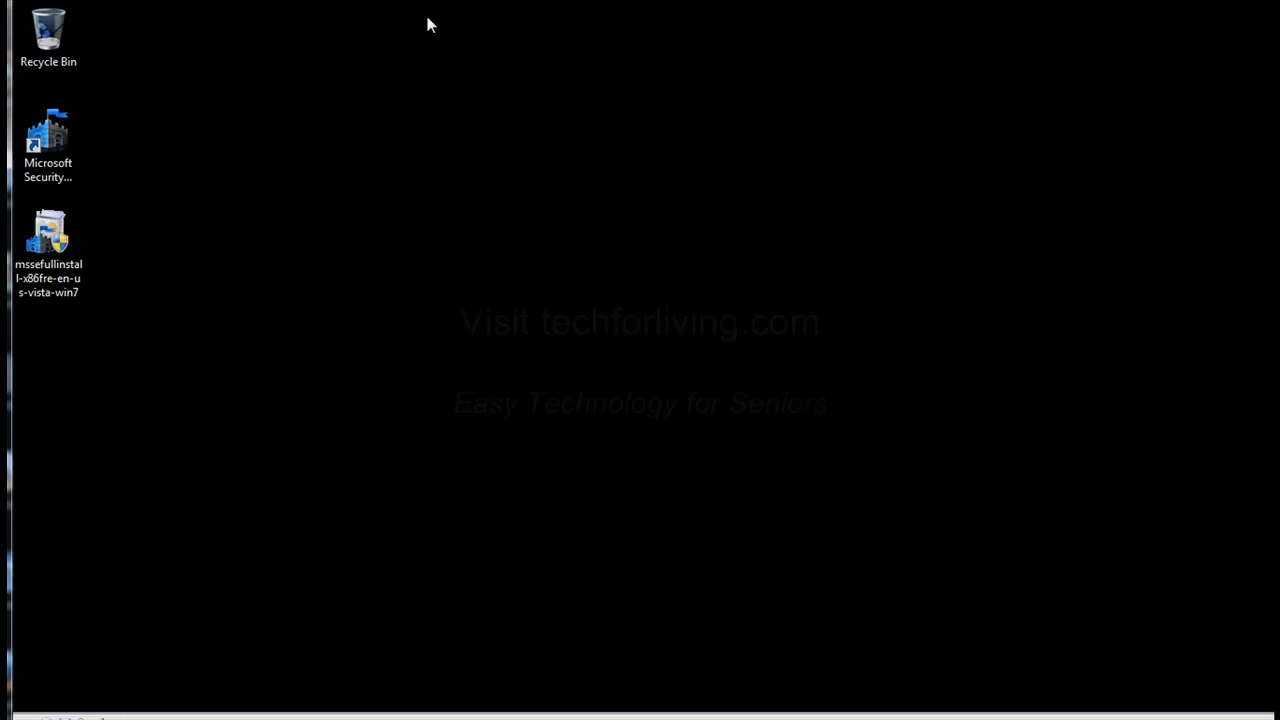 Recycle Bin
Microsoft
Security...
mssefullinstal
l-x86fre-en-u
s-vista-win7
Visit techforliving.com
Easy Technology for Seniors